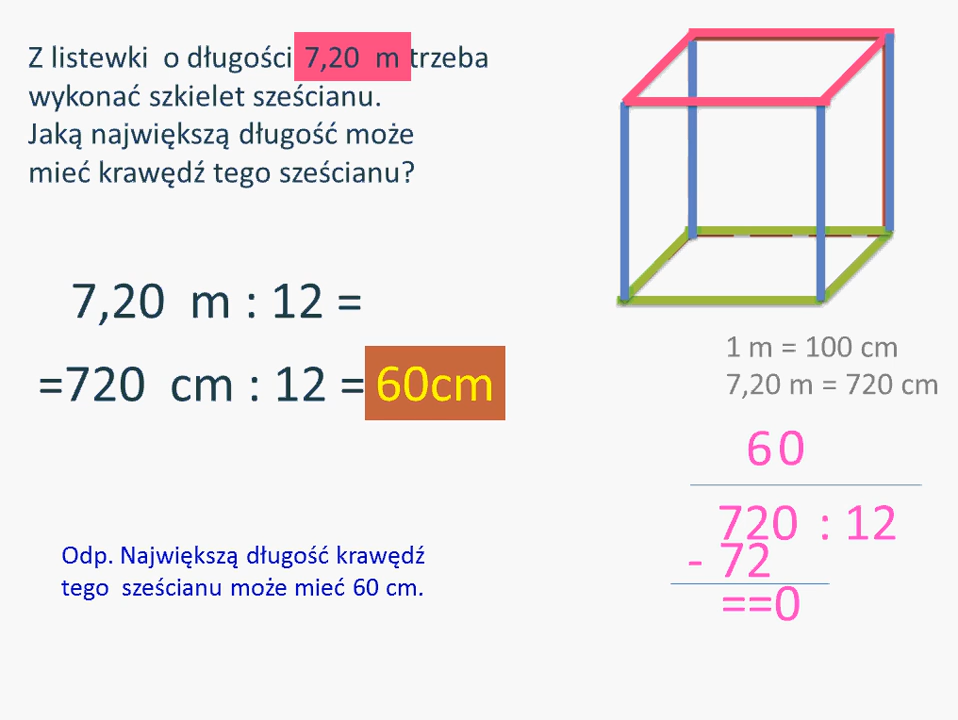 Z listewki o długości 7,20 m trzeba
wykonać szkielet sześcianu.
Jaką największą długość może
mieć krawędź tego sześcianu?
7,20 m : 12 =
=720 cm : 12 = 60cm
1 m = 100 cm
7,20 m = 720 cm
60
720 : 12
- 72
==0
Odp. Największą długość krawędź
tego sześcianu może mieć 60 cm.